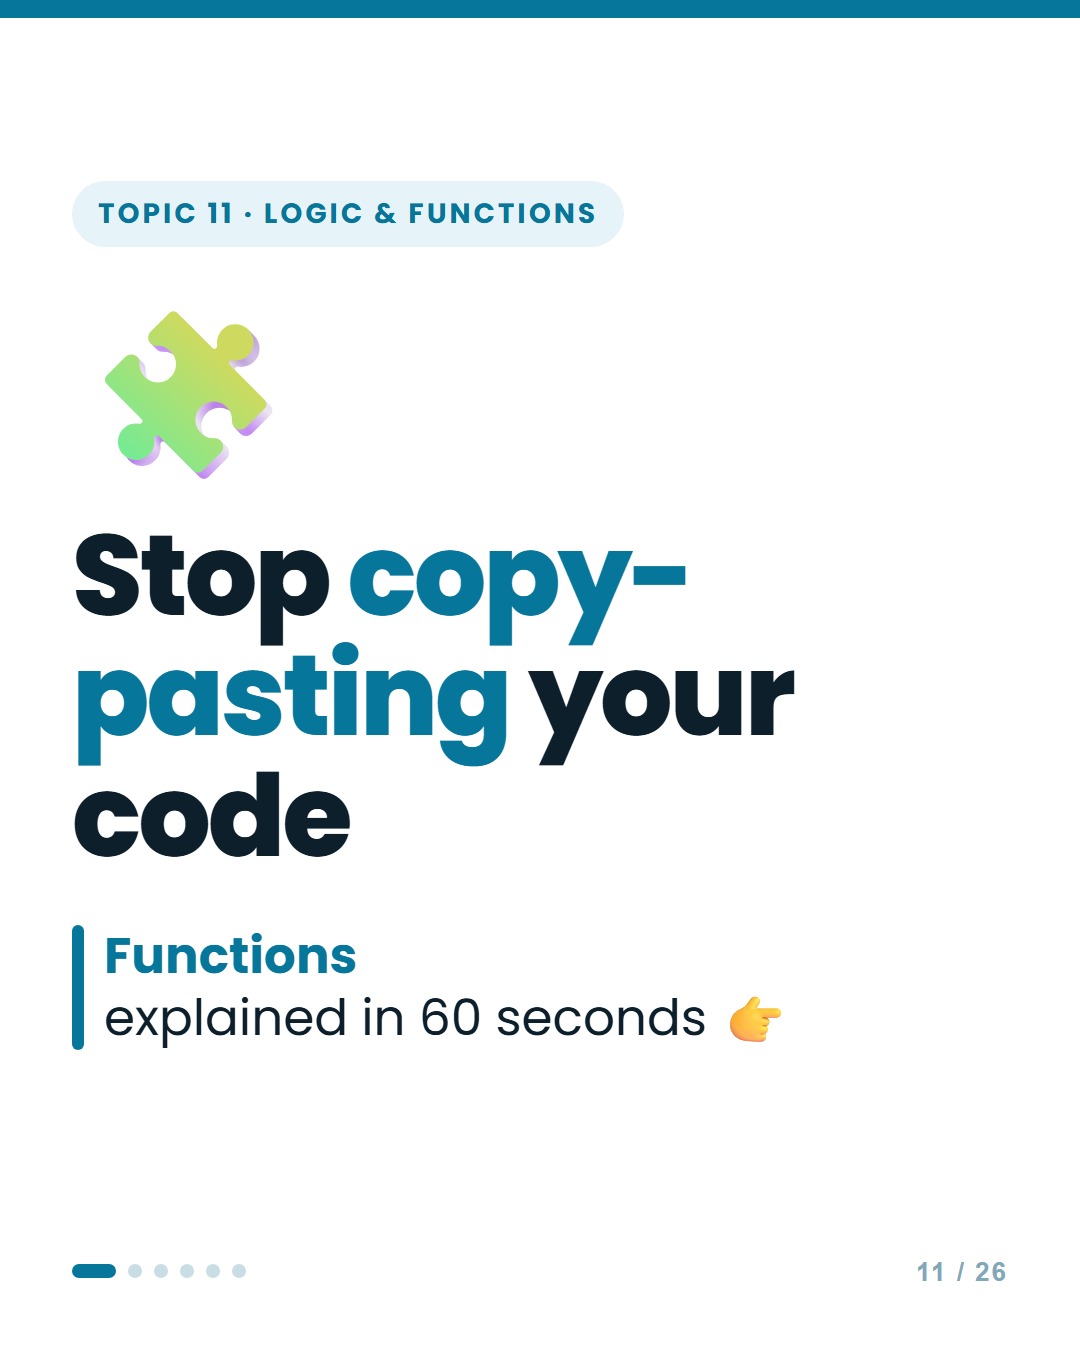 TOPIC 11 · LOGIC & FUNCTIONS
Stop copy-
pasting your
code
Functions
explained in 60 seconds 👉
11 / 26